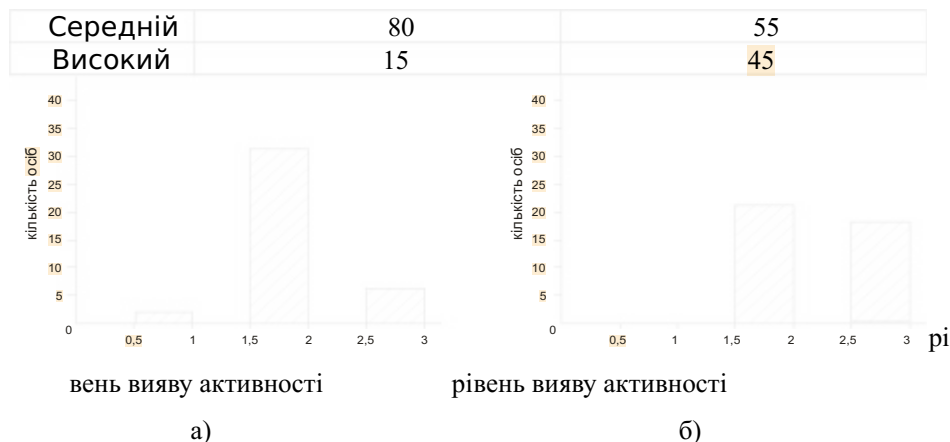 Середній 80 55
Високий 15 45
40 40
35 35
30 30
25 25
20 20
15 15
10 10
5 5
кількість осіб кількість осіб
0 0,5 1 1,5 2 2,5 3 0 0,5 1 1,5 2 2,5 3 рі
вень вияву активності рівень вияву активності
а) б)